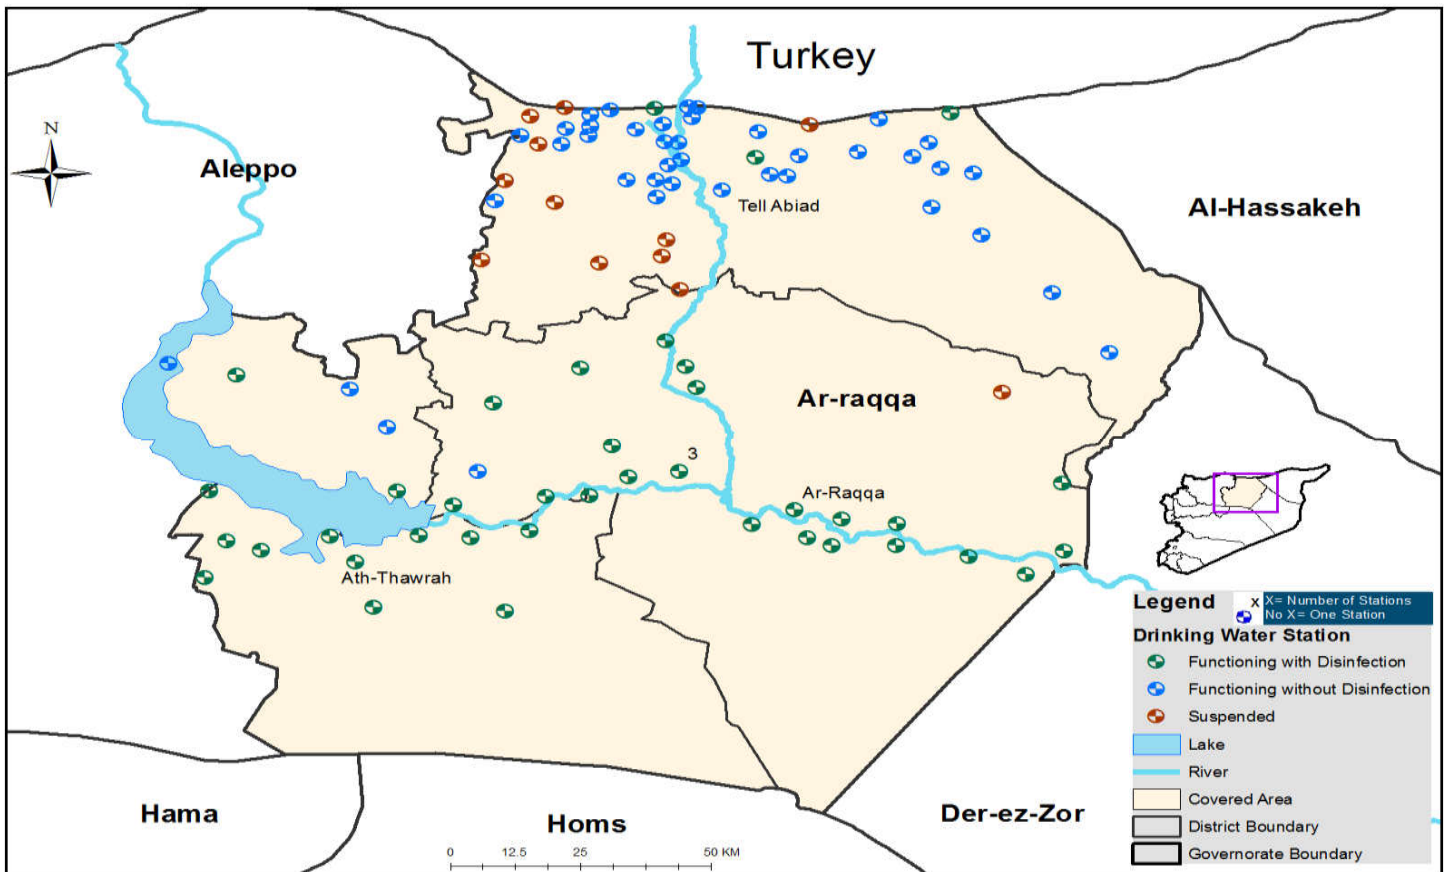 Turkey
N
Aleppo
Al-Hassakeh
Tell Abiad
Ar-raqqa
3
Ar-Raqqa
Ath-Thawrah
Hama
Homs
Der-ez-Zor
0 12.5 25 50 KM
Legend
X
X= Number of Stations
No X= One Station
Drinking Water Station
Functioning with Disinfection
Functioning without Disinfection
Suspended
Lake
River
Covered Area
District Boundary
Governorate Boundary